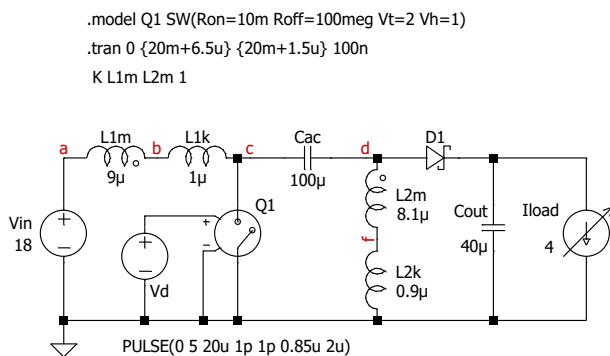 .model Q1 SW(Ron=10m Roff=100meg Vt=2 Vh=1)
.tran 0 {20m+6.5u} {20m+1.5u} 100n
K L1m L2m 1
a
L1m
9µ
b
L1k
1µ
c
Cac
100µ
d
D1
Vin
18
+
−
Vd
+
−
+
−
Q1
L2m
8.1µ
f
L2k
0.9µ
Cout
40µ
Iload
4
PULSE(0 5 20u 1p 1p 0.85u 2u)